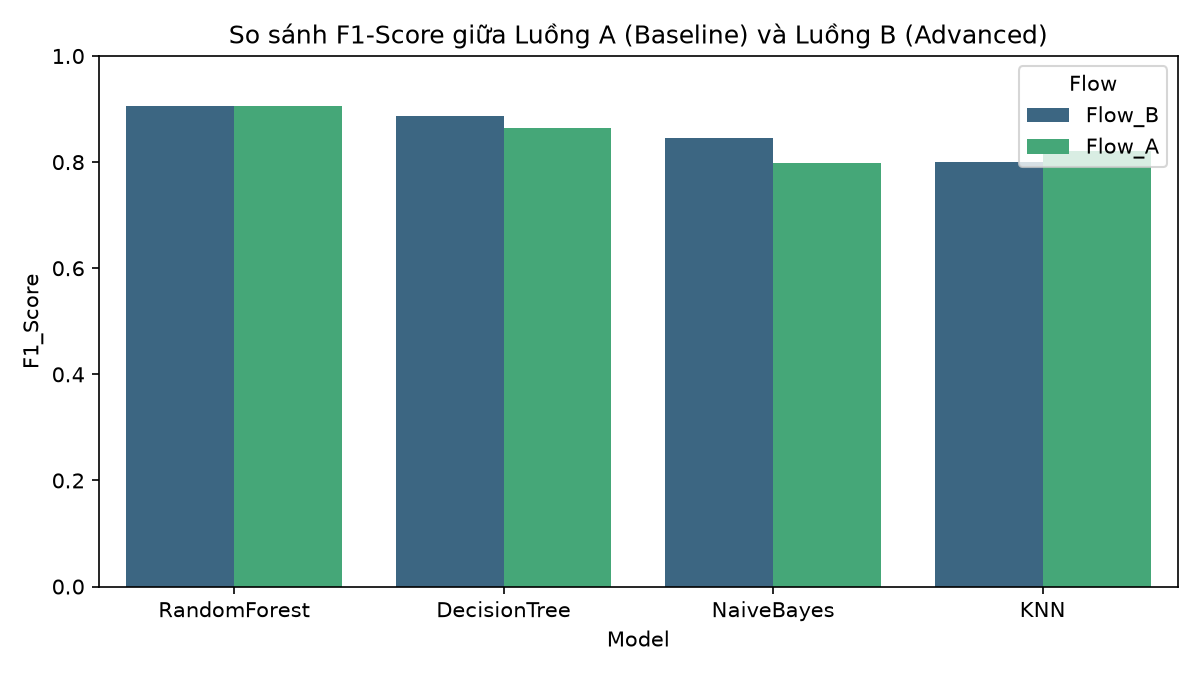 So sánh F1-Score giữa Luồng A (Baseline) và Luồng B (Advanced)
Flow
Flow_B
Flow_A
1.0
0.8
0.6
0.4
0.2
0.0
F1_Score
RandomForest
DecisionTree
NaiveBayes
KNN
Model